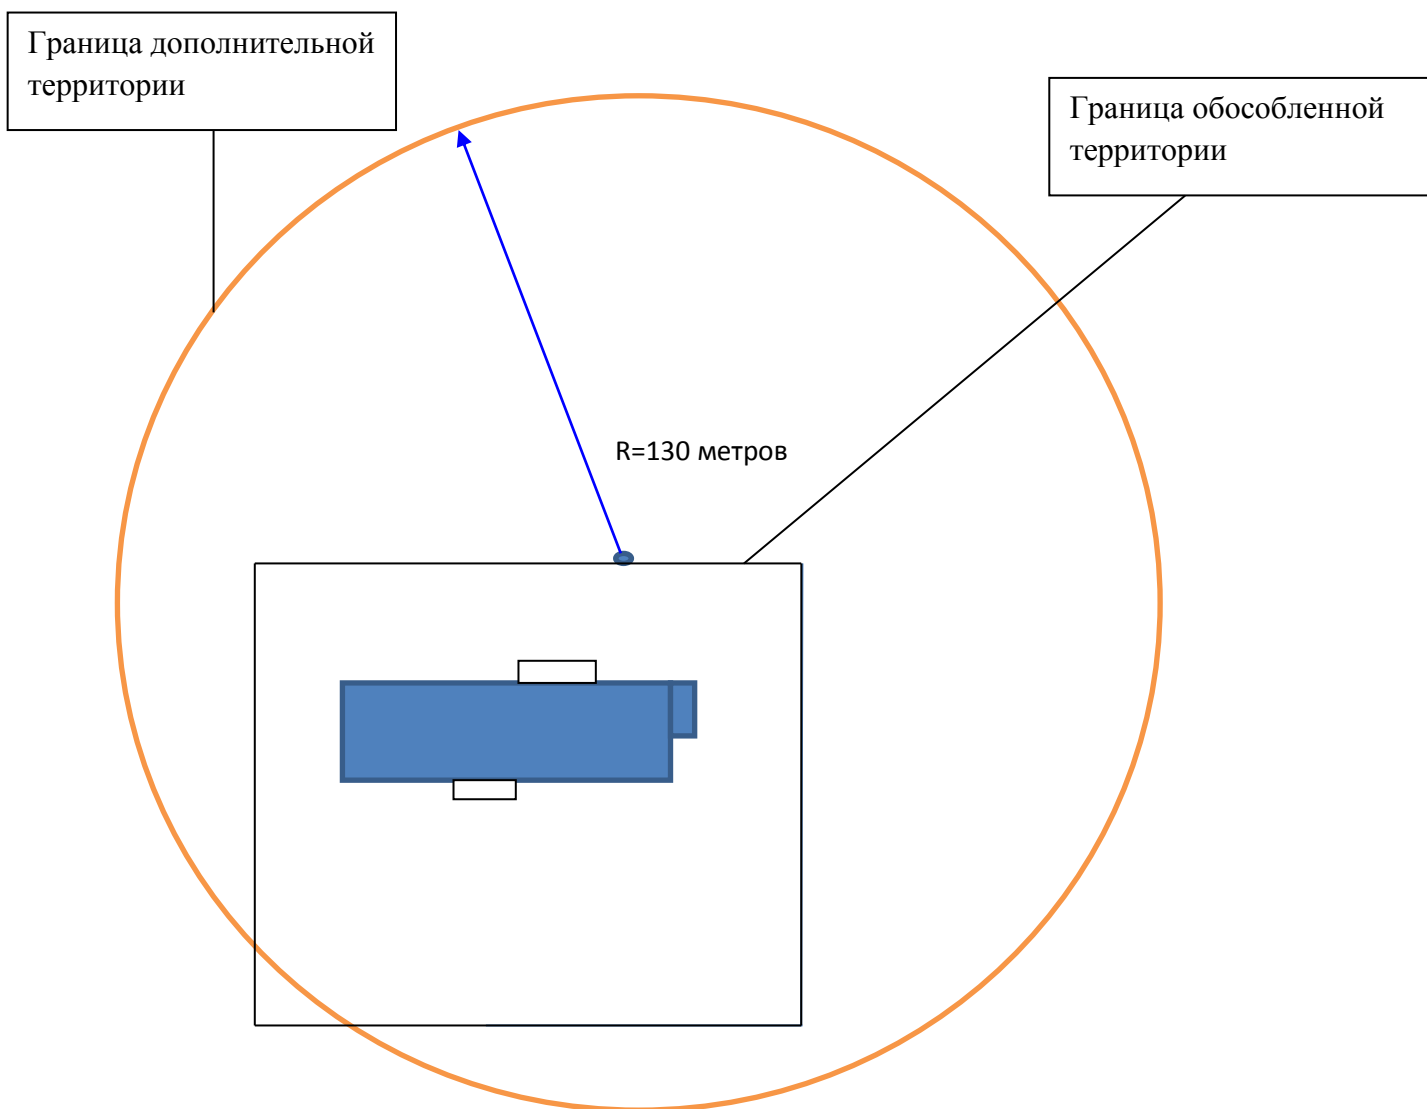 Граница дополнительной
территории
Граница обособленной
территории
R=130 метров